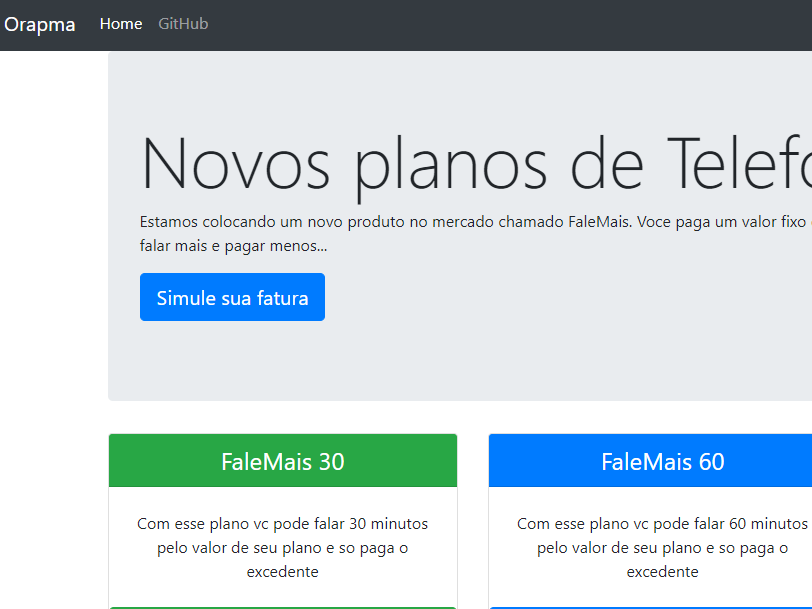 Orapma Home GitHub
Novos planos de
Estamos colocando um novo produto no mercado chamado FaleMais. Voce paga um valor fixo
falar mais e pagar menos...
Simule sua fatura
FaleMais 30
Com esse plano vc pode falar 30 minutos
pelo valor de seu plano e so paga o
excedente
FaleMais 60
Com esse plano vc pode falar 60 minutos
pelo valor de seu plano e so paga o
excedente